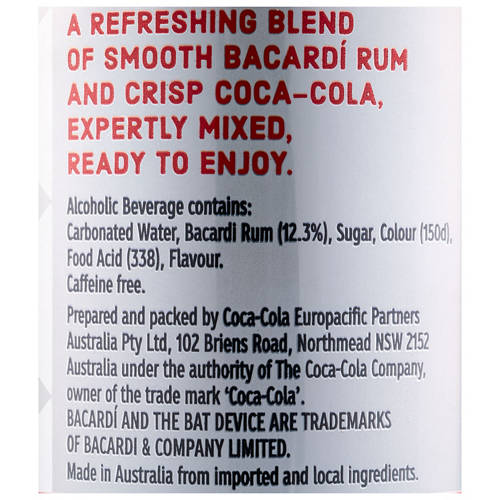 A REFRESHING BLEND
OF SMOOTH BACARDÍ RUM
AND CRISP COCA-COLA,
EXPERTLY MIXED,
READY TO ENJOY.
Alcoholic Beverage contains:
Carbonated Water, Bacardi Rum (12.3%), Sugar, Colour (150d),
Food Acid (338), Flavour.
Caffeine free.
Prepared and packed by Coca-Cola Europacific Partners
Australia Pty Ltd, 102 Briens Road, Northmead NSW 2152
Australia under the authority of The Coca-Cola Company,
owner of the trade mark ‘Coca-Cola’.
BACARDÍ AND THE BAT DEVICE ARE TRADEMARKS
OF BACARDI & COMPANY LIMITED.
Made in Australia from imported and local ingredients.